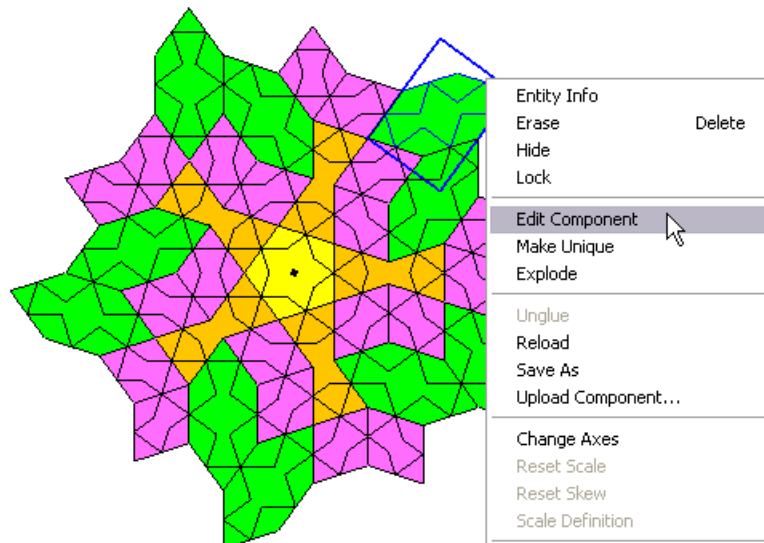 Entity Info
Erase Delete
Hide
Lock
Edit Component
Make Unique
Explode
Unglue
Reload
Save As
Upload Component...
Change Axes
Reset Scale
Reset Skew
Scale Definition